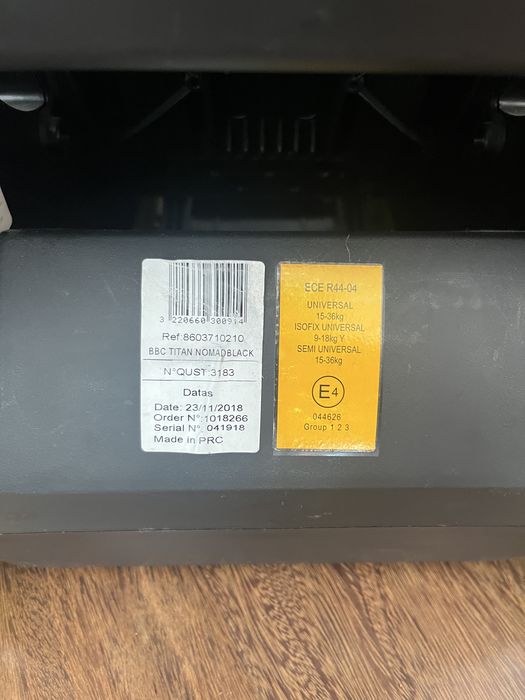 3 220660 300914
Ref:8603710210
BBC TITAN NOMADBLACK
N°QUST:3183
Datas
Date: 23/11/2018
Order N°:1018266
Serial N°: 041918
Made in PRC
ECE R44-04
UNIVERSAL
15-36kg
ISOFIX UNIVERSAL
9-18kg Y
SEMI UNIVERSAL
15-36kg
E4
044626
Group 1 2 3